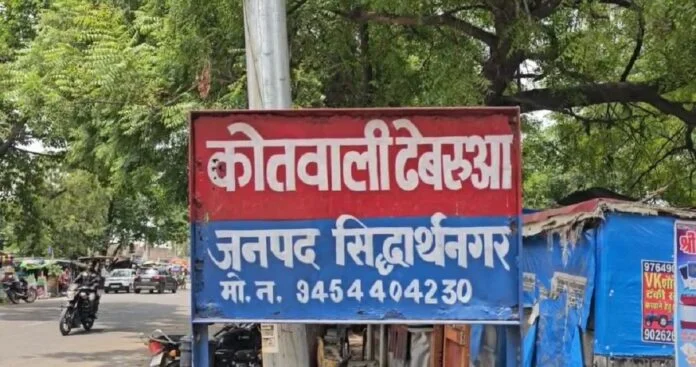 कोतवाली ढेबरुआ
जनपद सिद्धार्थनगर
मो. न. 9454404230
श्री